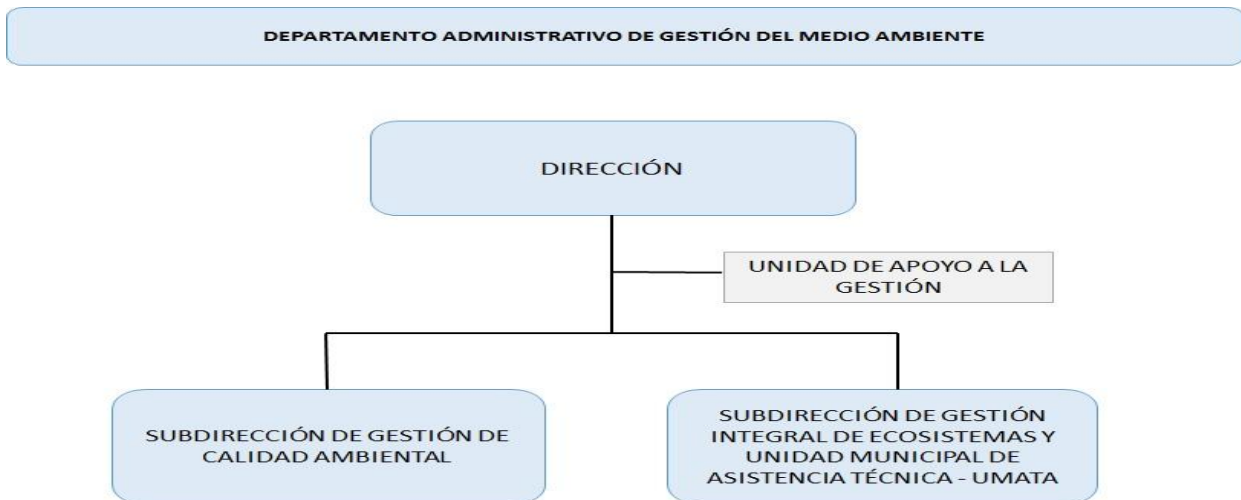 DEPARTAMENTO ADMINISTRATIVO DE GESTIÓN DEL MEDIO AMBIENTE
DIRECCIÓN
UNIDAD DE APOYO A LA
GESTIÓN
SUBDIRECCIÓN DE GESTIÓN DE
CALIDAD AMBIENTAL
SUBDIRECCIÓN DE GESTIÓN
INTEGRAL DE ECOSISTEMAS Y
UNIDAD MUNICIPAL DE
ASISTENCIA TÉCNICA - UMATA